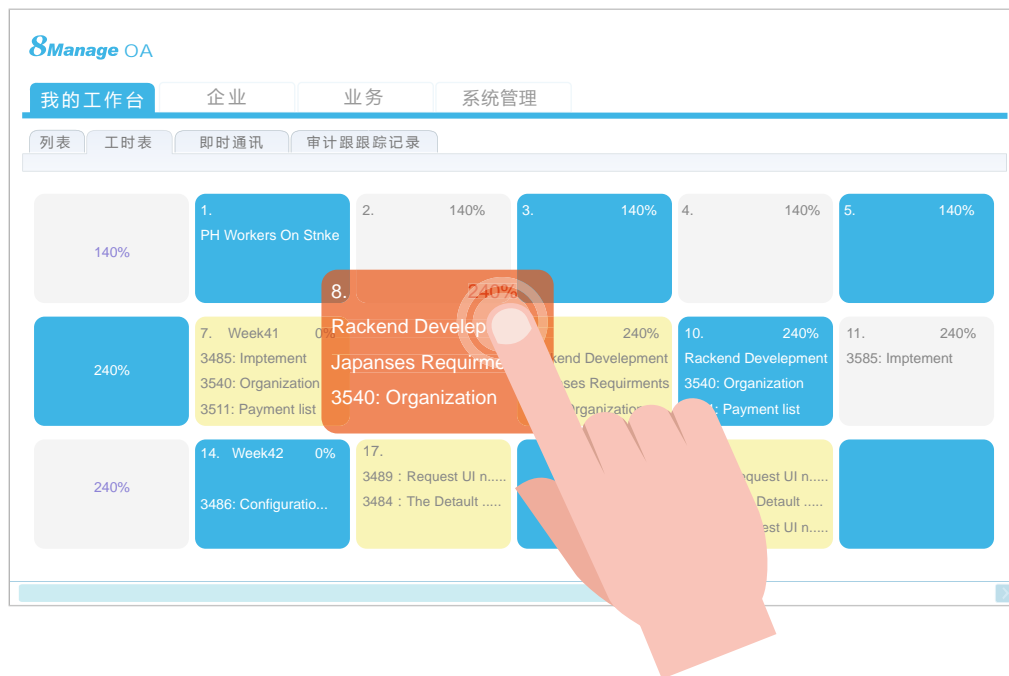 8Manage OA
我的工作台 企业 业务 系统管理
列表 工时表 即时通讯 审计跟跟踪记录
140%
1.
PH Workers On Stnke
2. 140%
3. 140%
4. 140%
5. 140%
240%
7. Week41 0%
3485: Imptement
3540: Organization
3511: Payment list
8. 240%
Rackend Develep
Japanses Requirme
3540: Organization
240%
kend Develepment
ses Requirments
rganization
10. 240%
Rackend Develepment
3540: Organization
: Payment list
11. 240%
3585: Imptement
240%
14. Week42 0%
3486: Configuratio...
17.
3489：Request UI n.....
3484：The Detault .....
quest UI n.....
Detault .....
est UI n.....